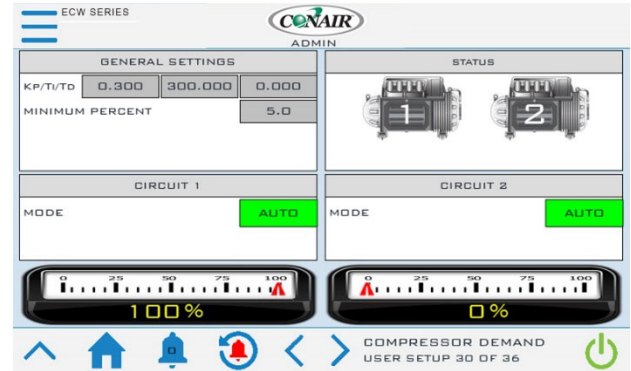 ECW SERIES
CONAIR
ADMIN
GENERAL SETTINGS
KP/TI/TD 0.300 300.000 0.000
MINIMUM PERCENT 5.0
STATUS
1 2
CIRCUIT 1
MODE AUTO
CIRCUIT 2
MODE AUTO
0 25 50 75 100
100%
0 25 50 75 100
0%
0
COMPRESSOR DEMAND
USER SETUP 30 OF 36